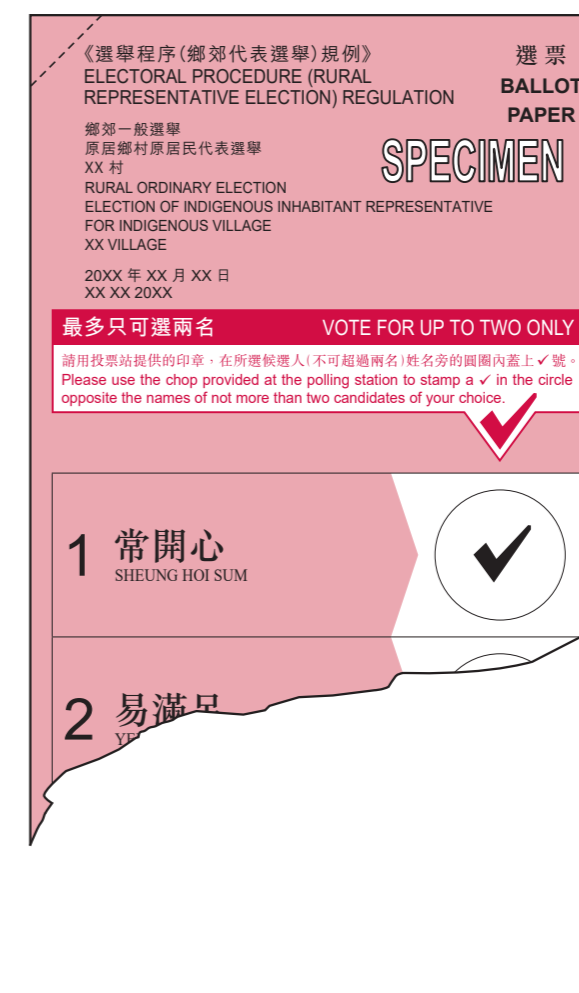 《選舉程序(鄉郊代表選舉)規例》
ELECTORAL PROCEDURE (RURAL
REPRESENTATIVE ELECTION) REGULATION
選票
BALLOT
PAPER
SPECIMEN
鄉郊一般選舉
原居鄉村原居民代表選舉
XX 村
RURAL ORDINARY ELECTION
ELECTION OF INDIGENOUS INHABITANT REPRESENTATIVE
FOR INDIGENOUS VILLAGE
XX VILLAGE
20XX 年 XX 月 XX 日
XX XX 20XX
最多只可選兩名 VOTE FOR UP TO TWO ONLY
請用投票站提供的印章，在所選候選人(不可超過兩名)姓名旁的圓圈內蓋上✓號。
Please use the chop provided at the polling station to stamp a ✓ in the circle
opposite the names of not more than two candidates of your choice.
1 常開心
SHEUNG HOI SUM
2 易滿足